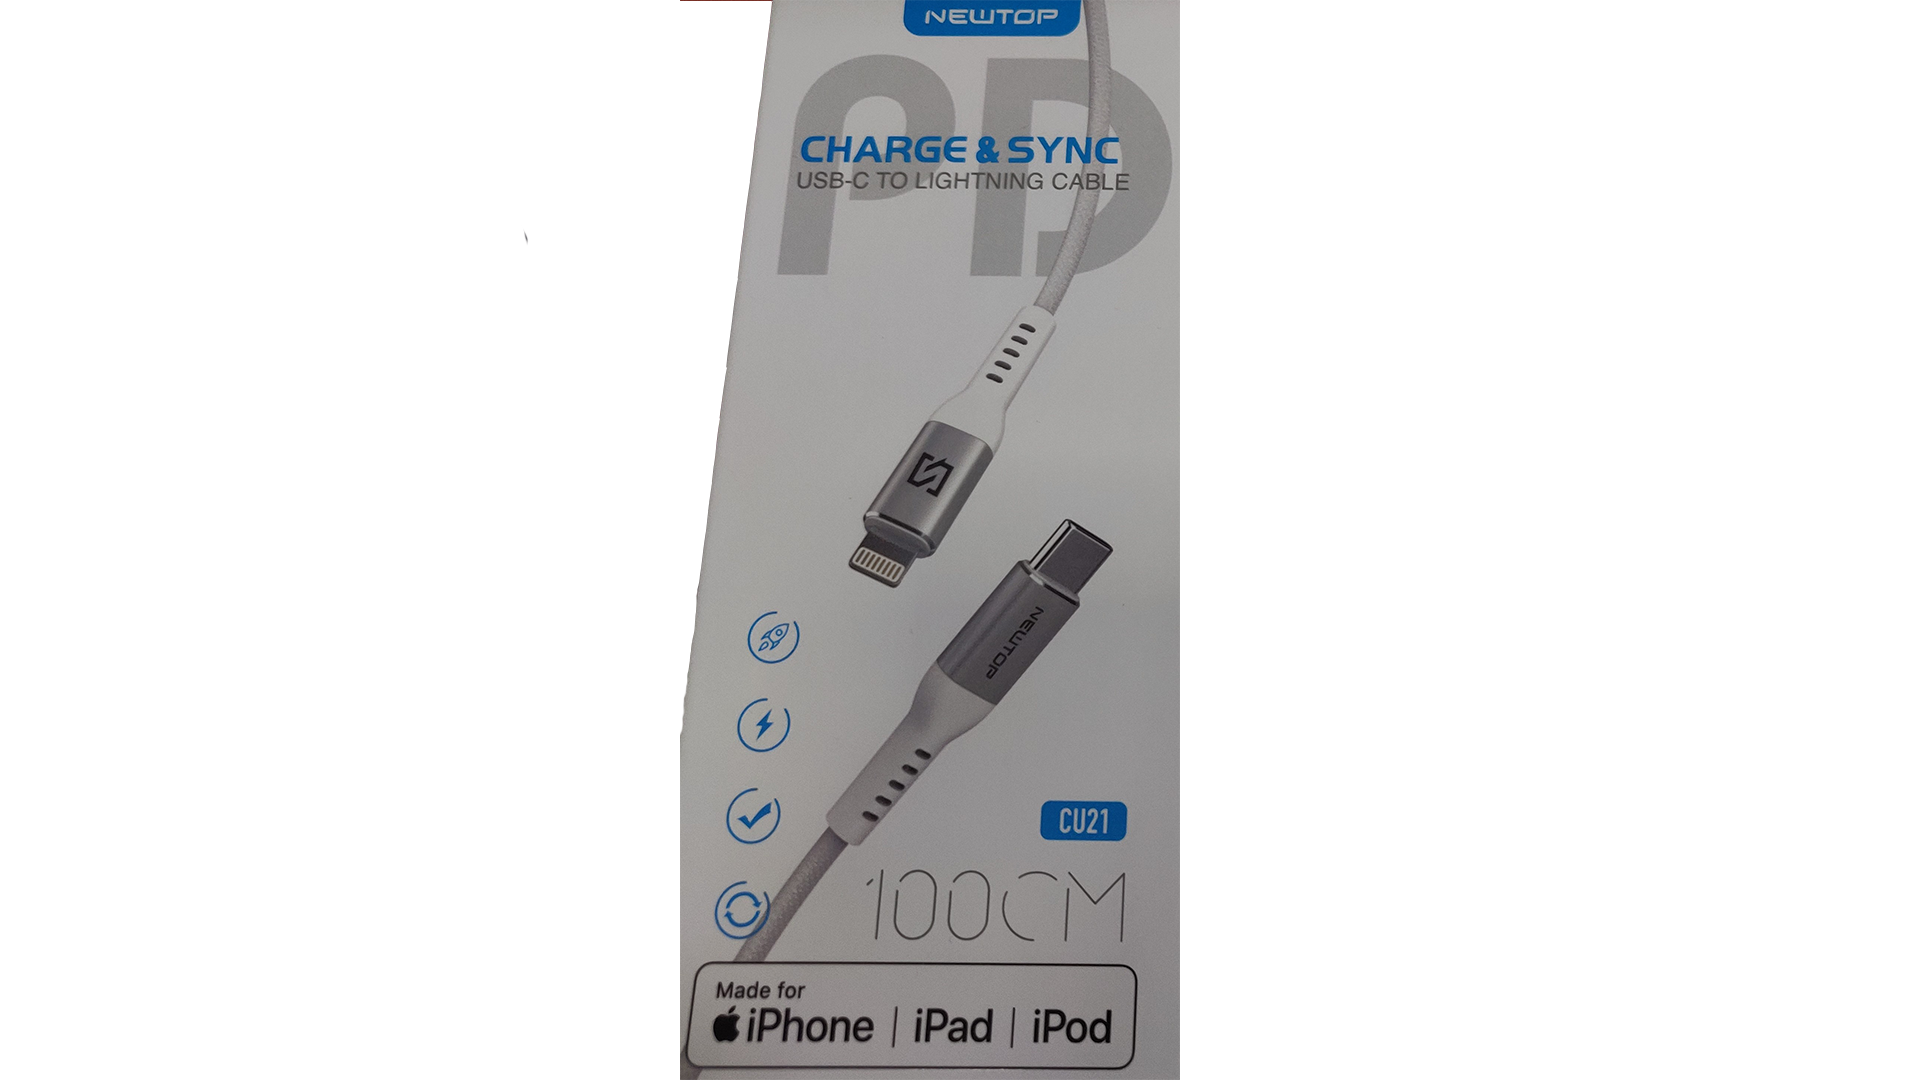 NEWTOP
PD
CHARGE & SYNC
USB-C TO LIGHTNING CABLE
NEWTOP
CU21
100CM
Made for
iPhone | iPad | iPod